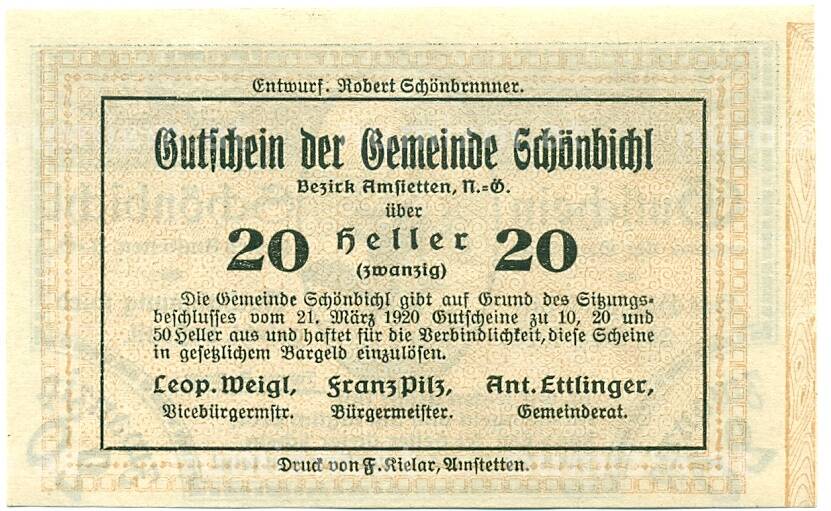 Entwurf: Robert Schönbrunner.
Gutschein der Gemeinde Schönbichl
Bezirk Amstetten, N.=Ö.
über
20 Heller 20
(zwanzig)
Die Gemeinde Schönbichl gibt auf Grund des Sitzungs=
beschlusses vom 21. März 1920 Gutscheine zu 10, 20 und
50 Heller aus und haftet für die Verbindlichkeit, diese Scheine
in gesetzlichem Bargeld einzulösen.
Leop. Weigl, Franz Pilz, Ant. Ettlinger,
Vicebürgermstr. Bürgermeister. Gemeinderat.
Druck von F. Kielar, Amstetten.